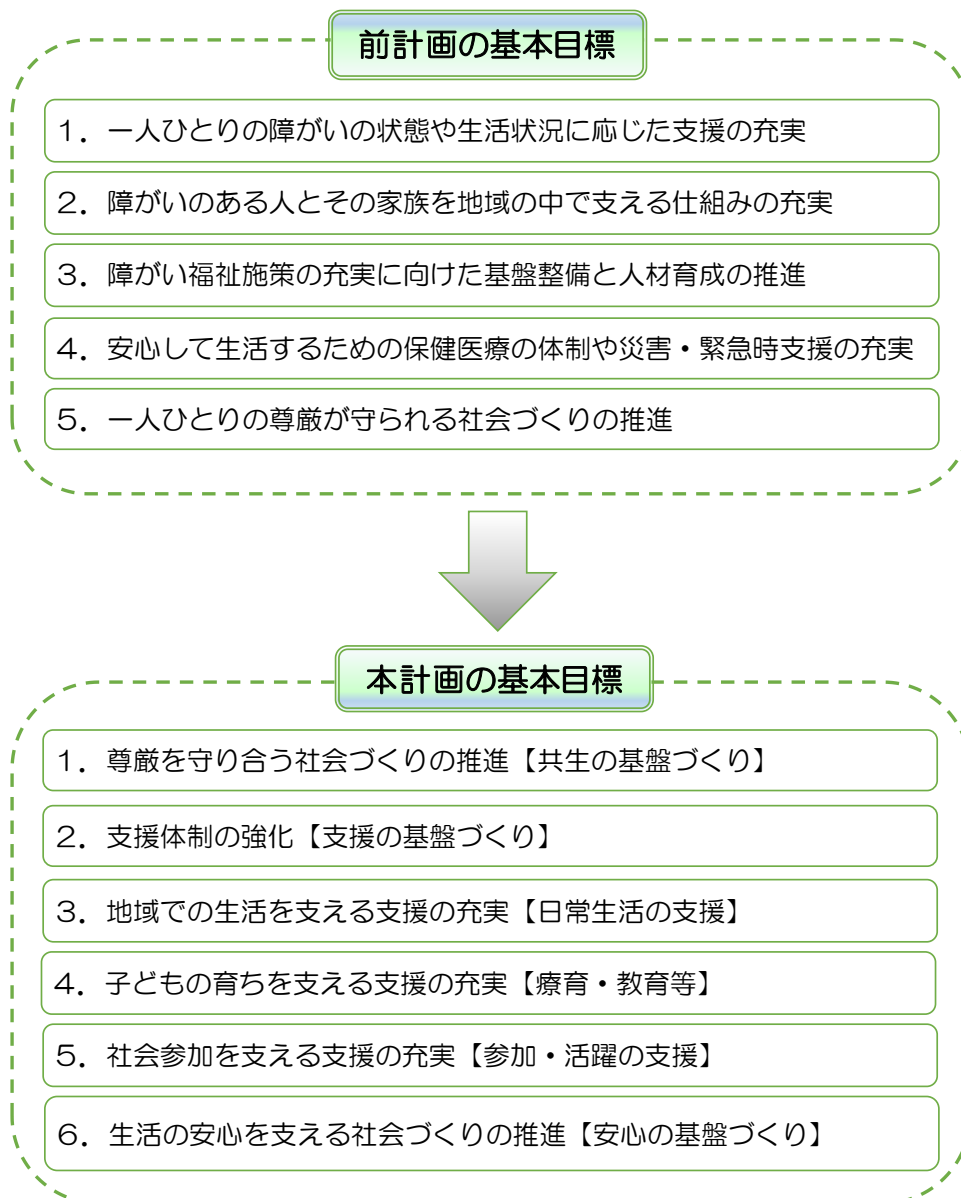 前計画の基本目標
１．一人ひとりの障がいの状態や生活状況に応じた支援の充実
２．障がいのある人とその家族を地域の中で支える仕組みの充実
３．障がい福祉施策の充実に向けた基盤整備と人材育成の推進
４．安心して生活するための保健医療の体制や災害・緊急時支援の充実
５．一人ひとりの尊厳が守られる社会づくりの推進
本計画の基本目標
１．尊厳を守り合う社会づくりの推進【共生の基盤づくり】
２．支援体制の強化【支援の基盤づくり】
３．地域での生活を支える支援の充実【日常生活の支援】
４．子どもの育ちを支える支援の充実【療育・教育等】
５．社会参加を支える支援の充実【参加・活躍の支援】
６．生活の安心を支える社会づくりの推進【安心の基盤づくり】